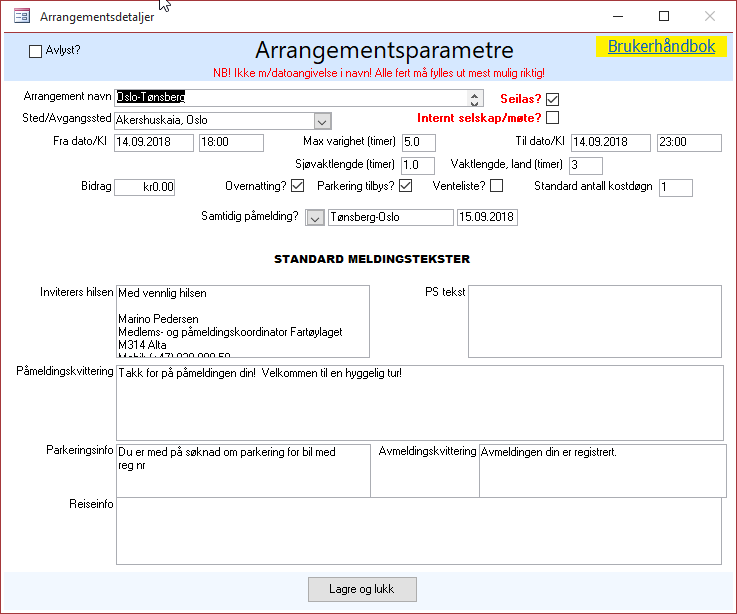 Arrangementsdetaljer
Avlyst?
Arrangementsparametre
Brukerhåndbok
NB! Ikke m/datoangivelse i navn! Alle fert må fylles ut mest mulig riktig!
Arrangement navn Oslo-Tønsberg Seilas?
Sted/Avgangssted Akershuskaia, Oslo Internt selskap/møte?
Fra dato/Kl 14.09.2018 18:00 Max varighet (timer) 5.0 Til dato/Kl 14.09.2018 23:00
Sjøvaktlengde (timer) 1.0 Vaktlengde, land (timer) 3
Bidrag kr0.00 Overnatting? Parkering tilbys? Venteliste? Standard antall kostdøgn 1
Samtidig påmelding? Tønsberg-Oslo 15.09.2018
STANDARD MELDINGSTEKSTER
Inviterers hilsen Med vennlig hilsen PS tekst
Marino Pedersen
Medlems- og påmeldingskoordinator Fartøylaget
M314 Alta
Påmeldingskvittering Takk for på påmeldingen din! Velkommen til en hyggelig tur!
Parkeringsinfo Du er med på søknad om parkering for bil med Avmeldingskvittering Avmeldingen din er registrert.
reg nr
Reiseinfo
Lagre og lukk